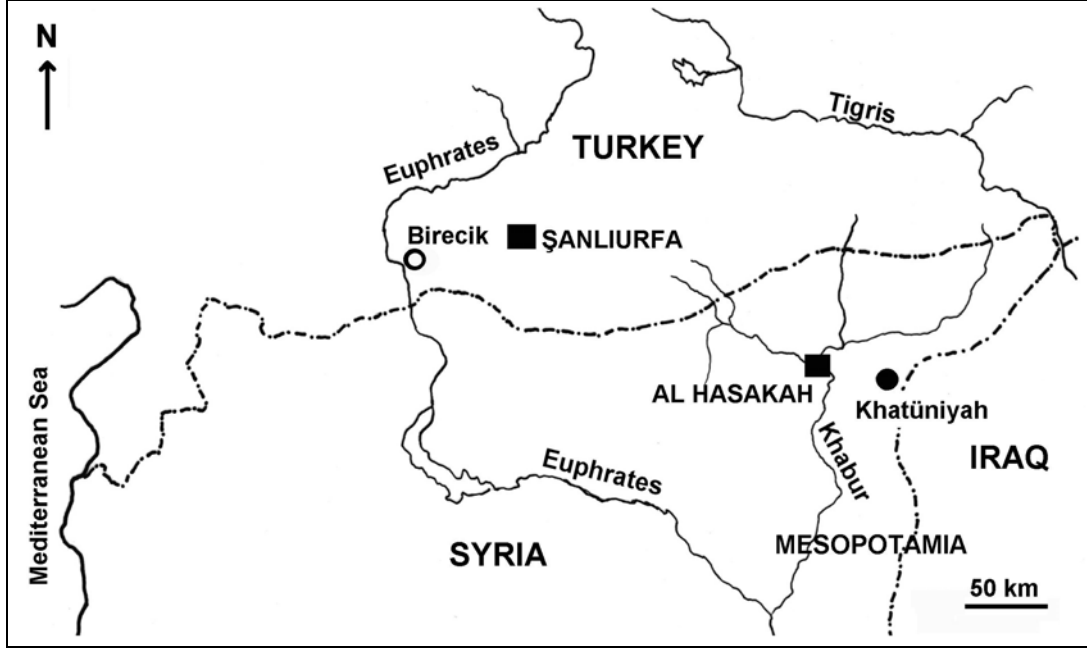 N
Tigris
Euphrates
TURKEY
Birecik
ŞANLIURFA
Mediterranean Sea
AL HASAKAH
Khatüniyah
Khabur
IRAQ
Euphrates
SYRIA
MESOPOTAMIA
50 km